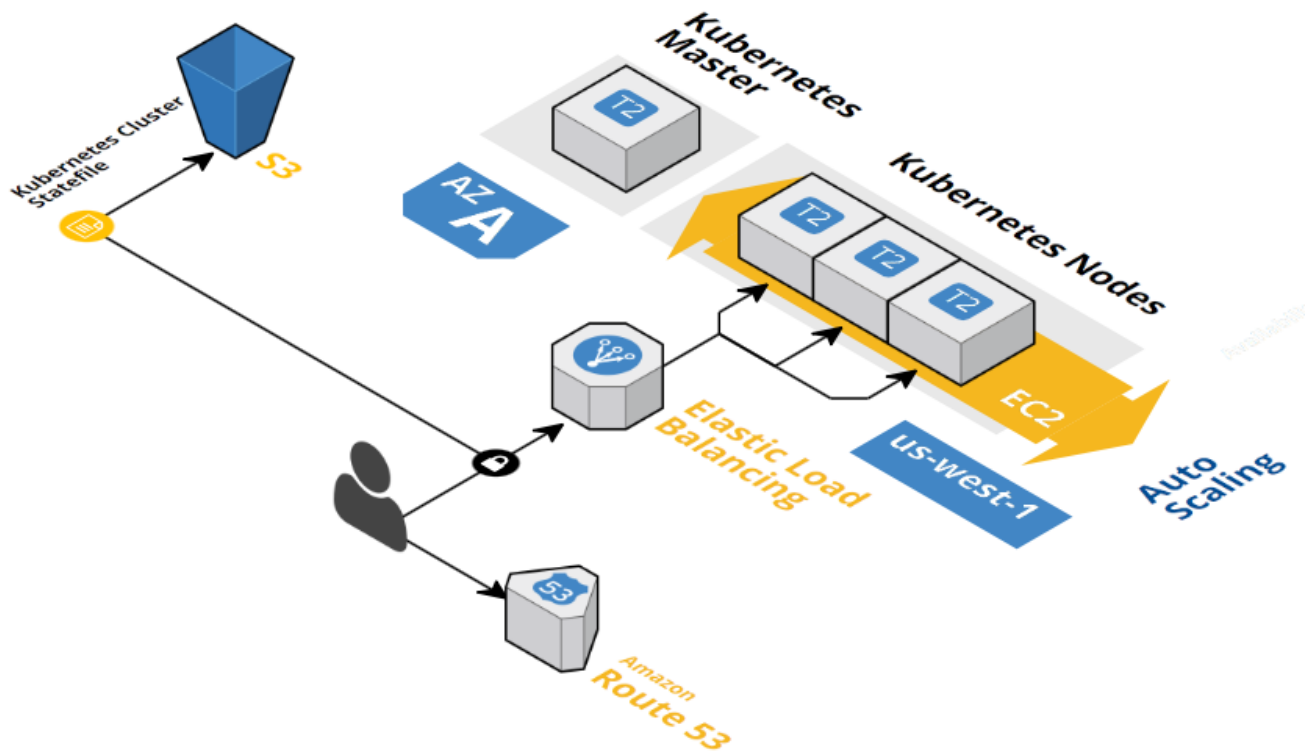 Kubernetes Cluster
Statefile
S3
Kubernetes
Master
T2
AZ
A
Kubernetes Nodes
T2
T2
T2
EC2
Elastic Load
Balancing
us-west-1
Auto
Scaling
53
Amazon
Route 53